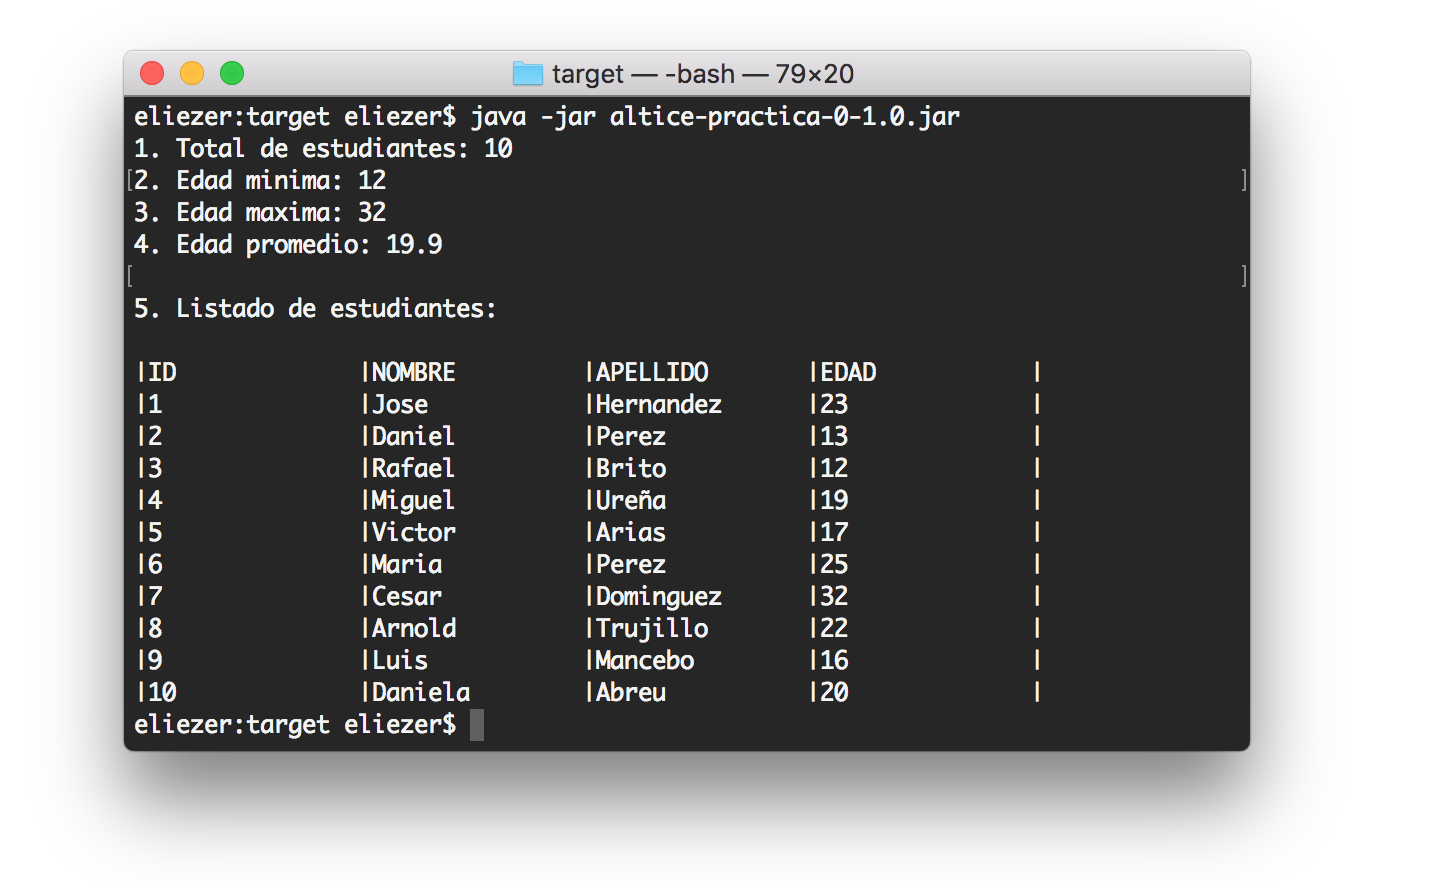 target — -bash — 79×20
eliezer:target eliezer$ java -jar altice-practica-0-1.0.jar
1. Total de estudiantes: 10
[2. Edad minima: 12 ]
3. Edad maxima: 32
4. Edad promedio: 19.9
[ ]
5. Listado de estudiantes:
|ID |NOMBRE |APELLIDO |EDAD |
|1 |Jose |Hernandez |23 |
|2 |Daniel |Perez |13 |
|3 |Rafael |Brito |12 |
|4 |Miguel |Ureña |19 |
|5 |Victor |Arias |17 |
|6 |Maria |Perez |25 |
|7 |Cesar |Dominguez |32 |
|8 |Arnold |Trujillo |22 |
|9 |Luis |Mancebo |16 |
|10 |Daniela |Abreu |20 |
eliezer:target eliezer$